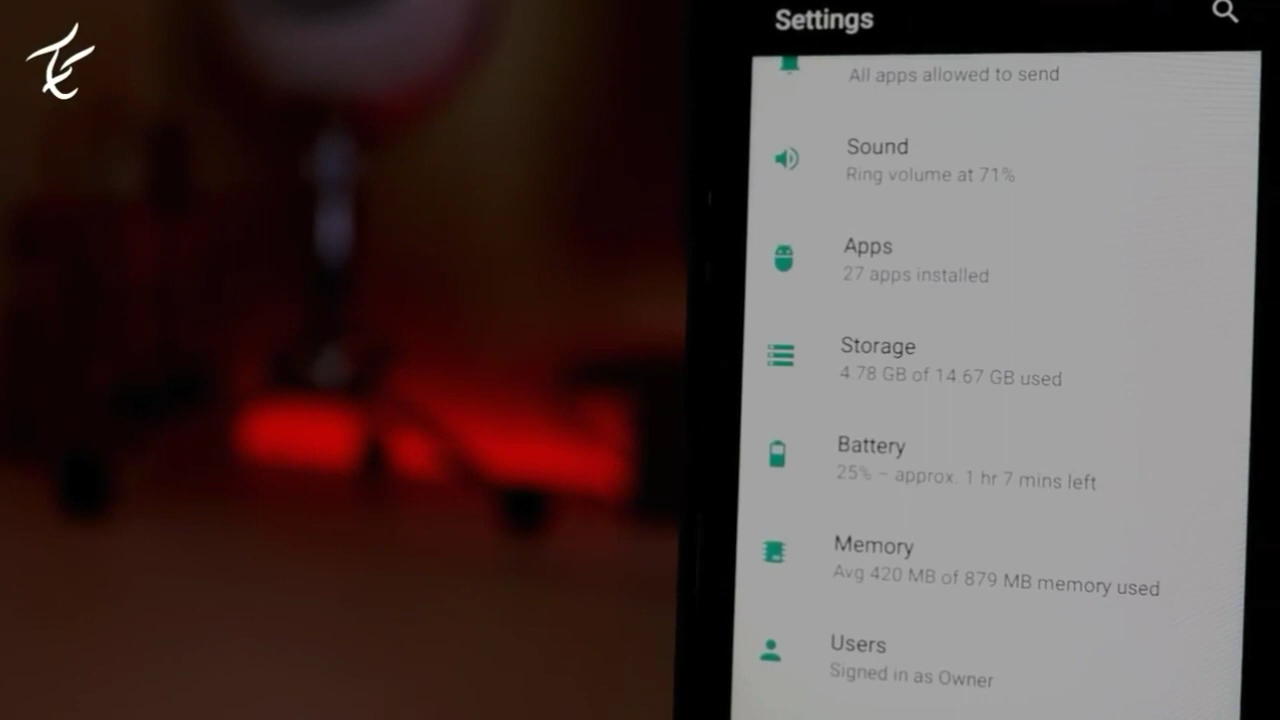 Settings
All apps allowed to send
Sound
Ring volume at 71%
Apps
27 apps installed
Storage
4.78 GB of 14.67 GB used
Battery
25% – approx. 1 hr 7 mins left
Memory
Avg 420 MB of 879 MB memory used
Users
Signed in as Owner